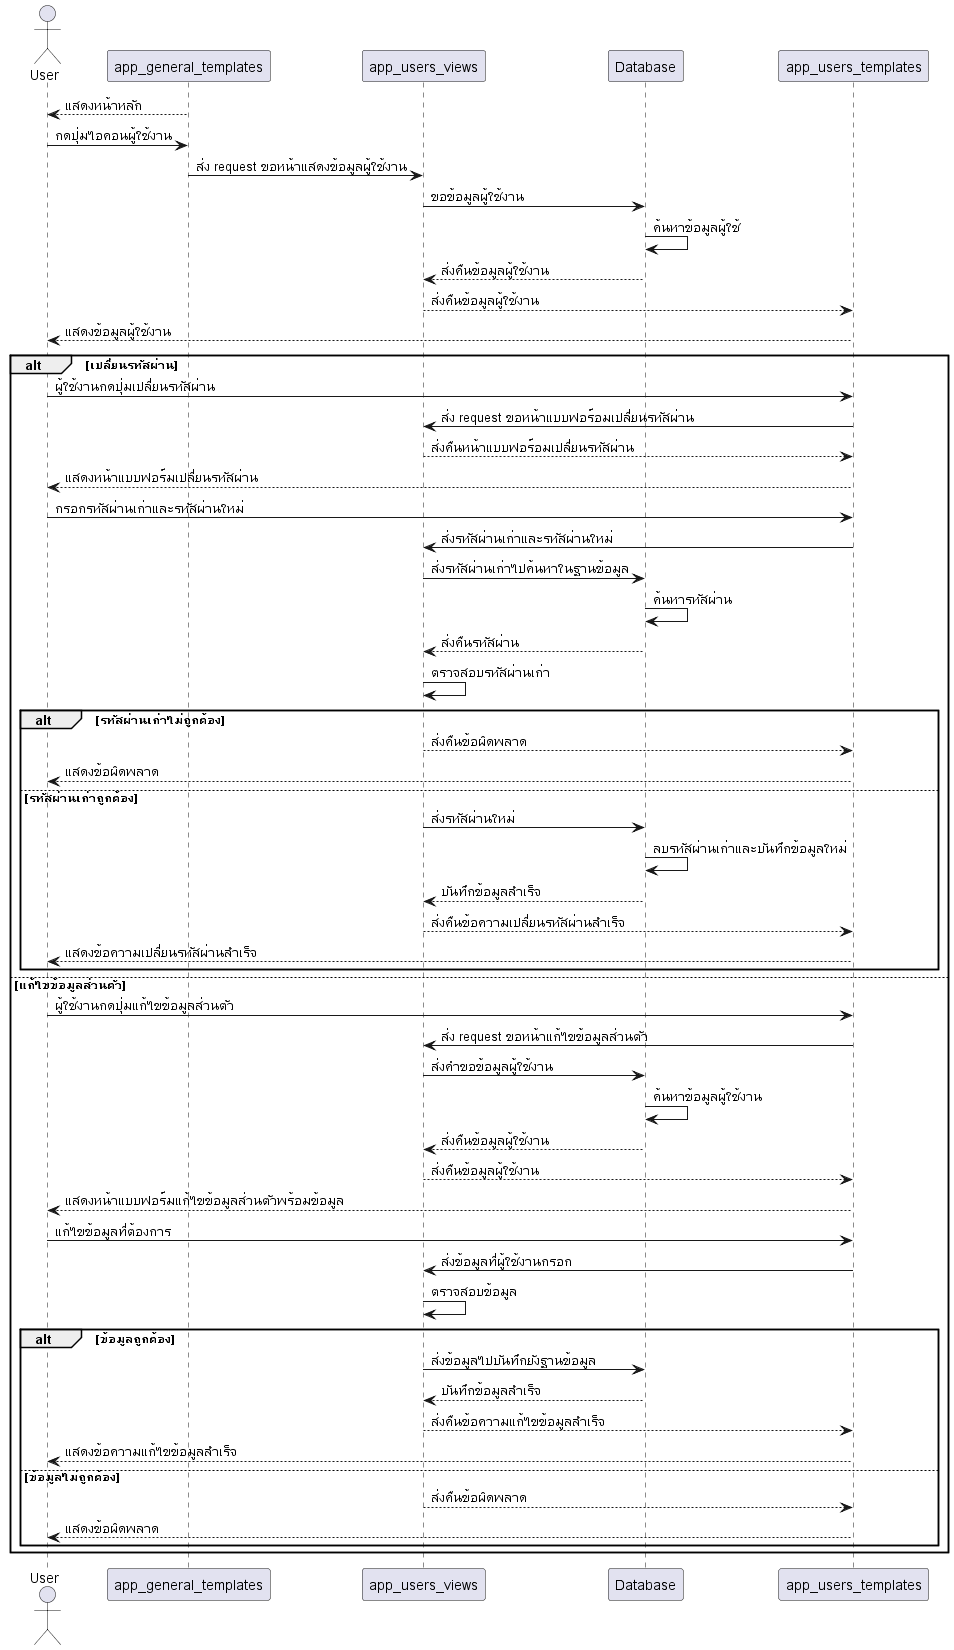 User
app_general_templates
app_users_views
Database
app_users_templates
แสดงหน้าหลัก
กดปุ่มไอคอนผู้ใช้งาน
ส่ง request ขอหน้าแสดงข้อมูลผู้ใช้งาน
ขอข้อมูลผู้ใช้งาน
ค้นหาข้อมูลผู้ใช้
ส่งคืนข้อมูลผู้ใช้งาน
ส่งคืนข้อมูลผู้ใช้งาน
แสดงข้อมูลผู้ใช้งาน
alt [เปลี่ยนรหัสผ่าน]
ผู้ใช้งานกดปุ่มเปลี่ยนรหัสผ่าน
ส่ง request ขอหน้าแบบฟอร์อมเปลี่ยนรหัสผ่าน
ส่งคืนหน้าแบบฟอร์อมเปลี่ยนรหัสผ่าน
แสดงหน้าแบบฟอร์มเปลี่ยนรหัสผ่าน
กรอกรหัสผ่านเก่าและรหัสผ่านใหม่
ส่งรหัสผ่านเก่าและรหัสผ่านใหม่
ส่งรหัสผ่านเก่าไปค้นหาในฐานข้อมูล
ค้นหารหัสผ่าน
ส่งคืนรหัสผ่าน
ตรวจสอบรหัสผ่านเก่า
alt [รหัสผ่านเก่าไม่ถูกต้อง]
ส่งคืนข้อผิดพลาด
แสดงข้อผิดพลาด
[รหัสผ่านเก่าถูกต้อง]
ส่งรหัสผ่านใหม่
ลบรหัสผ่านเก่าและบันทึกข้อมูลใหม่
บันทึกข้อมูลสำเร็จ
ส่งคืนข้อความเปลี่ยนรหัสผ่านสำเร็จ
แสดงข้อความเปลี่ยนรหัสผ่านสำเร็จ
[แก้ไขข้อมูลส่วนตัว]
ผู้ใช้งานกดปุ่มแก้ไขข้อมูลส่วนตัว
ส่ง request ขอหน้าแก้ไขข้อมูลส่วนตัว
ส่งคำขอข้อมูลผู้ใช้งาน
ค้นหาข้อมูลผู้ใช้งาน
ส่งคืนข้อมูลผู้ใช้งาน
ส่งคืนข้อมูลผู้ใช้งาน
แสดงหน้าแบบฟอร์มแก้ไขข้อมูลส่วนตัวพร้อมข้อมูล
แก้ไขข้อมูลที่ต้องการ
ส่งข้อมูลที่ผู้ใช้งานกรอก
ตรวจสอบข้อมูล
alt [ข้อมูลถูกต้อง]
ส่งข้อมูลไปบันทึกยังฐานข้อมูล
บันทึกข้อมูลสำเร็จ
ส่งคืนข้อความแก้ไขข้อมูลสำเร็จ
แสดงข้อความแก้ไขข้อมูลสำเร็จ
[ข้อมูลไม่ถูกต้อง]
ส่งคืนข้อผิดพลาด
แสดงข้อผิดพลาด
User
app_general_templates
app_users_views
Database
app_users_templates